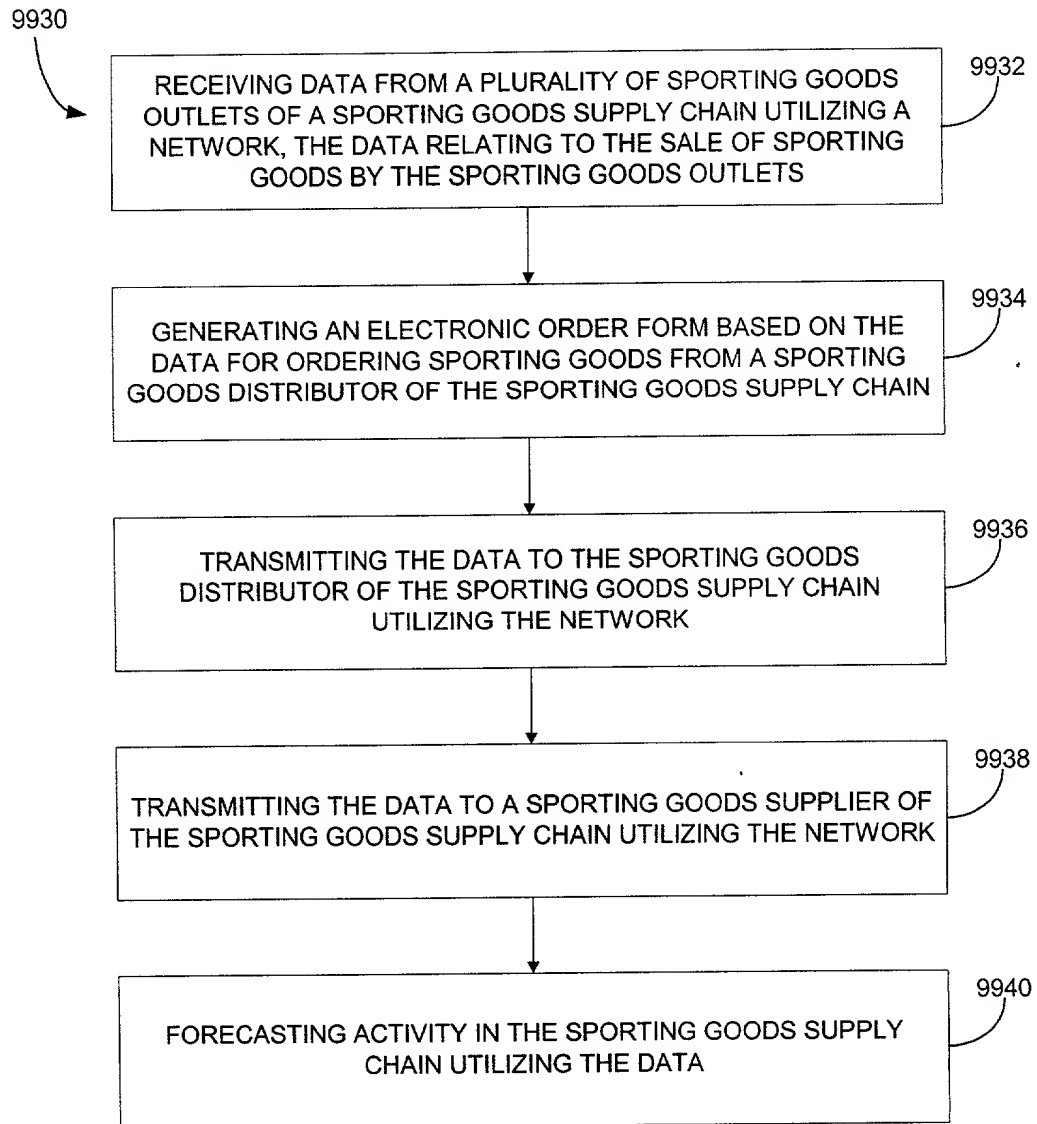 9930
RECEIVING DATA FROM A PLURALITY OF SPORTING GOODS
OUTLETS OF A SPORTING GOODS SUPPLY CHAIN UTILIZING A
NETWORK, THE DATA RELATING TO THE SALE OF SPORTING
GOODS BY THE SPORTING GOODS OUTLETS
9932
GENERATING AN ELECTRONIC ORDER FORM BASED ON THE
DATA FOR ORDERING SPORTING GOODS FROM A SPORTING
GOODS DISTRIBUTOR OF THE SPORTING GOODS SUPPLY CHAIN
9934
TRANSMITTING THE DATA TO THE SPORTING GOODS
DISTRIBUTOR OF THE SPORTING GOODS SUPPLY CHAIN
UTILIZING THE NETWORK
9936
TRANSMITTING THE DATA TO A SPORTING GOODS SUPPLIER OF
THE SPORTING GOODS SUPPLY CHAIN UTILIZING THE NETWORK
9938
FORECASTING ACTIVITY IN THE SPORTING GOODS SUPPLY
CHAIN UTILIZING THE DATA
9940